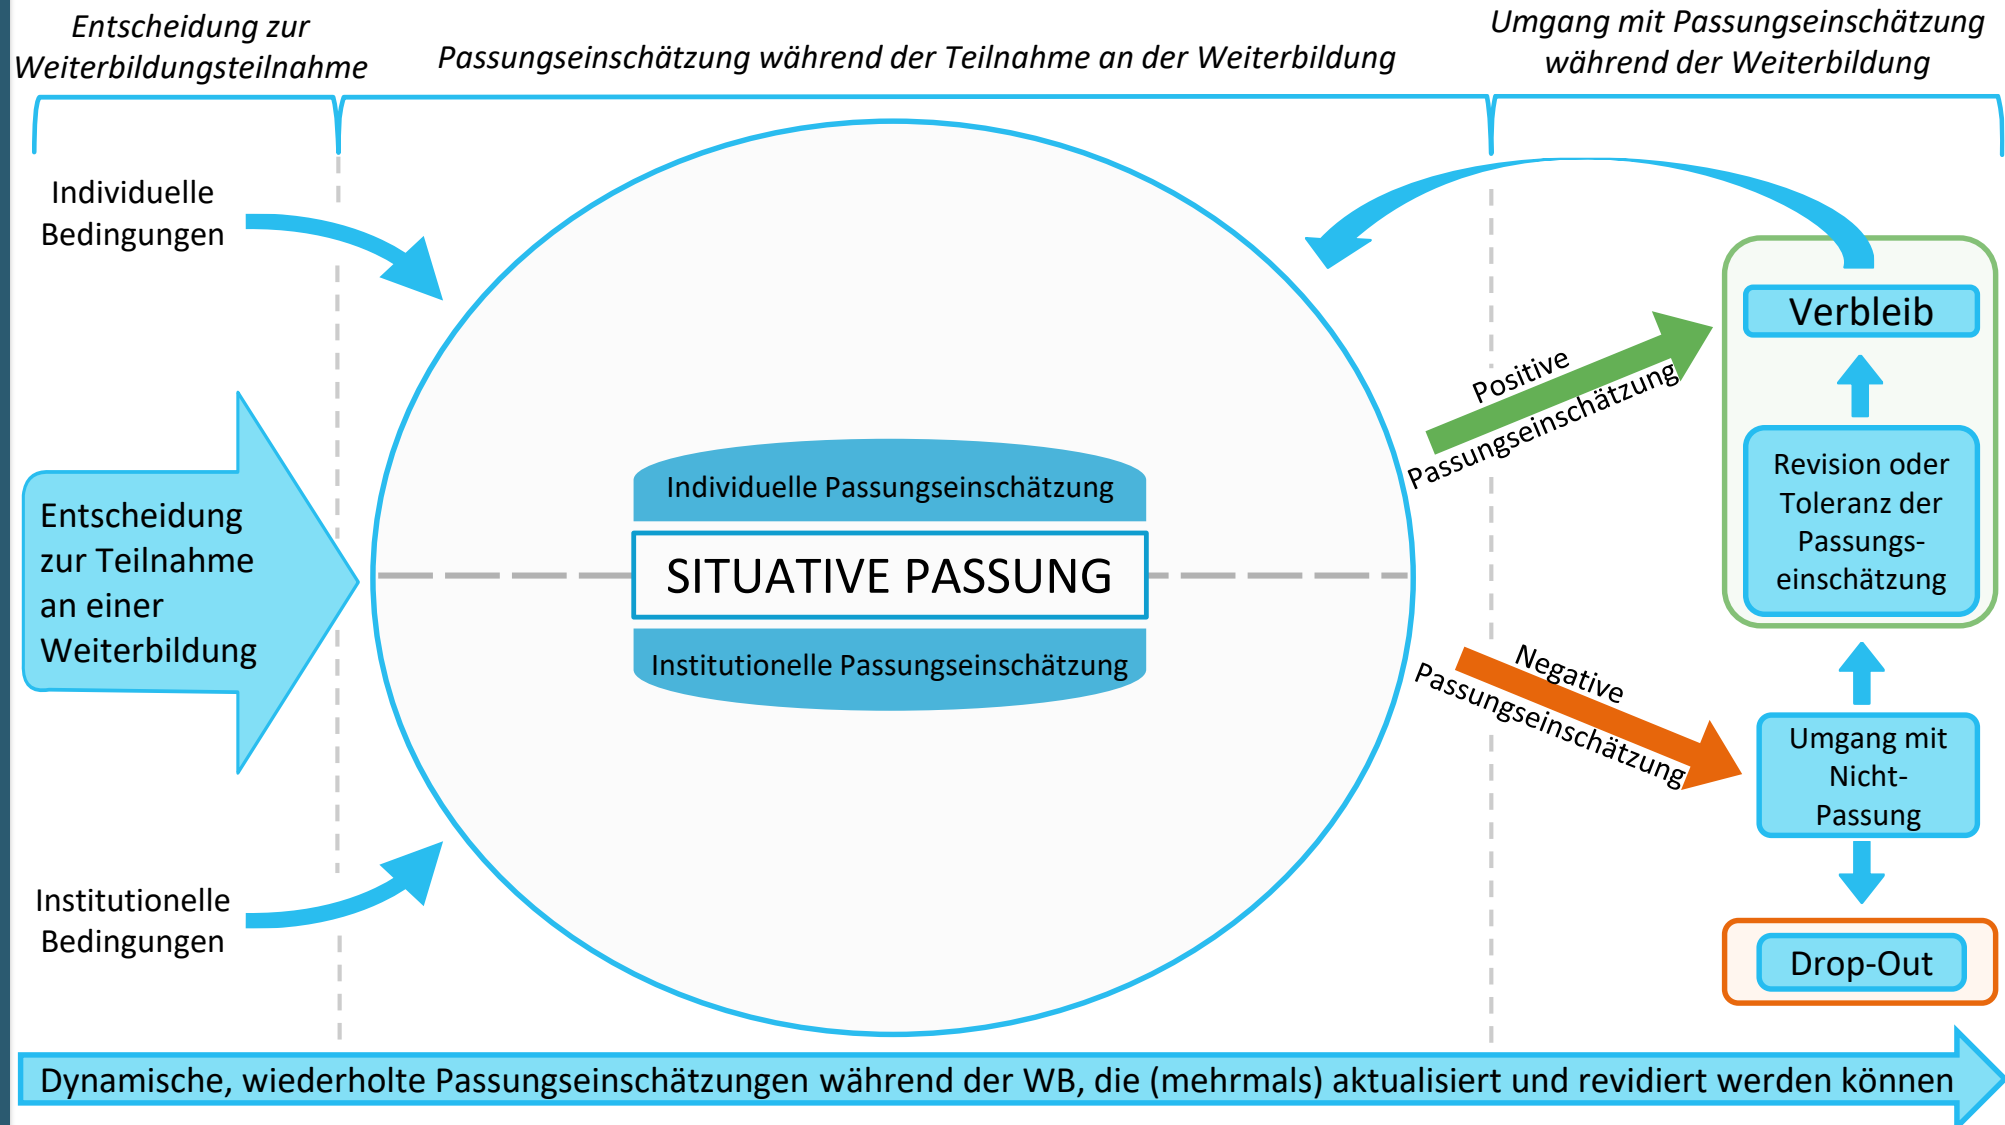 Entscheidung zur
Weiterbildungsteilnahme
Passungseinschätzung während der Teilnahme an der Weiterbildung
Umgang mit Passungseinschätzung
während der Weiterbildung
Individuelle
Bedingungen
Entscheidung
zur Teilnahme
an einer
Weiterbildung
Institutionelle
Bedingungen
Individuelle Passungseinschätzung
SITUATIVE PASSUNG
Institutionelle Passungseinschätzung
Positive
Passungseinschätzung
Negative
Passungseinschätzung
Verbleib
Revision oder
Toleranz der
Passungs-
einschätzung
Umgang mit
Nicht-
Passung
Drop-Out
Dynamische, wiederholte Passungseinschätzungen während der WB, die (mehrmals) aktualisiert und revidiert werden können